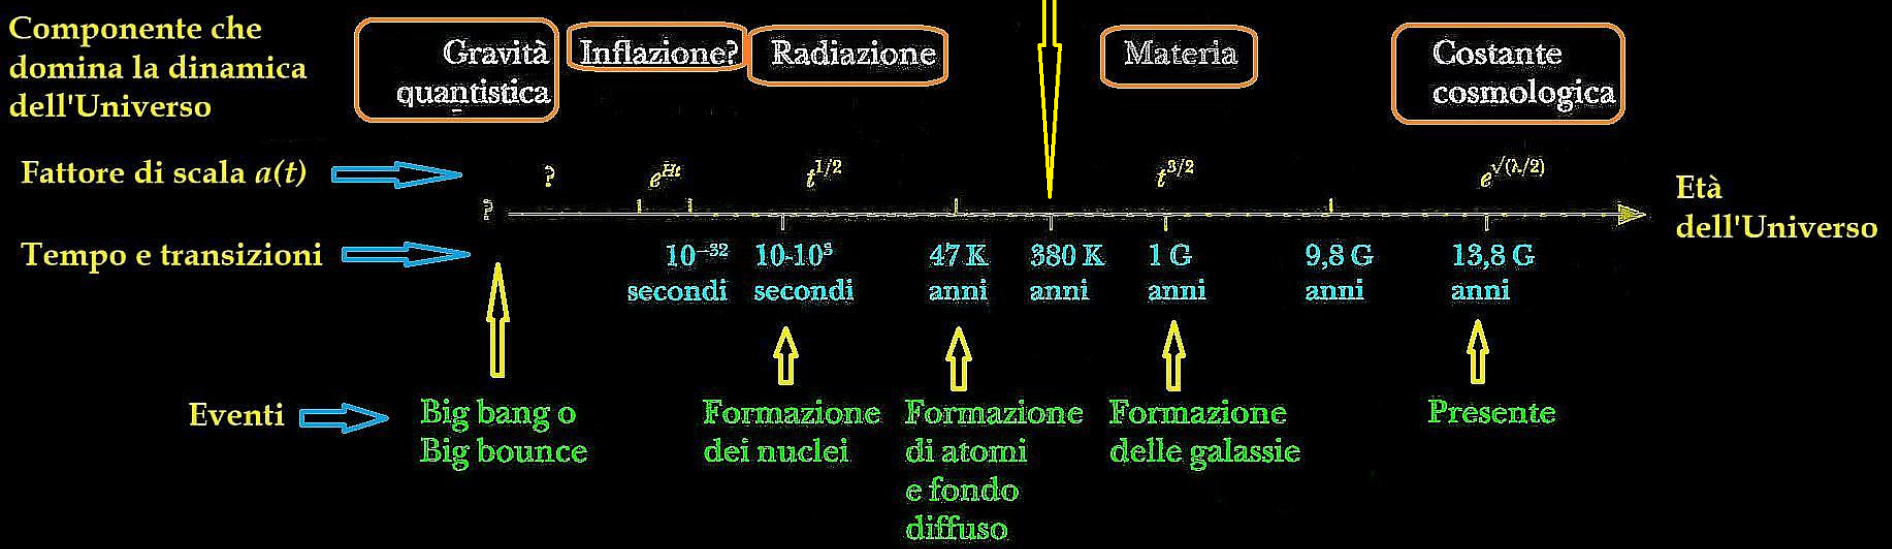 Componente che
domina la dinamica
dell'Universo
Gravità
quantistica
Inflazione?
Radiazione
Materia
Costante
cosmologica
Fattore di scala a(t)
? e^Ht t^1/2 t^3/2 e^√(λ/2)
?
Età
dell'Universo
Tempo e transizioni
10⁻³²
secondi
10-10³
secondi
47 K
anni
380 K
anni
1 G
anni
9,8 G
anni
13,8 G
anni
Eventi
Big bang o
Big bounce
Formazione
dei nuclei
Formazione
di atomi
e fondo
diffuso
Formazione
delle galassie
Presente